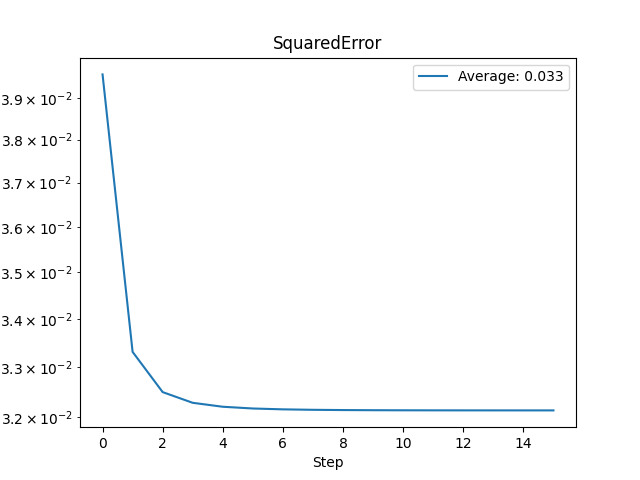 SquaredError
Average: 0.033
3.9 × 10⁻²
3.8 × 10⁻²
3.7 × 10⁻²
3.6 × 10⁻²
3.5 × 10⁻²
3.4 × 10⁻²
3.3 × 10⁻²
3.2 × 10⁻²
0 2 4 6 8 10 12 14
Step